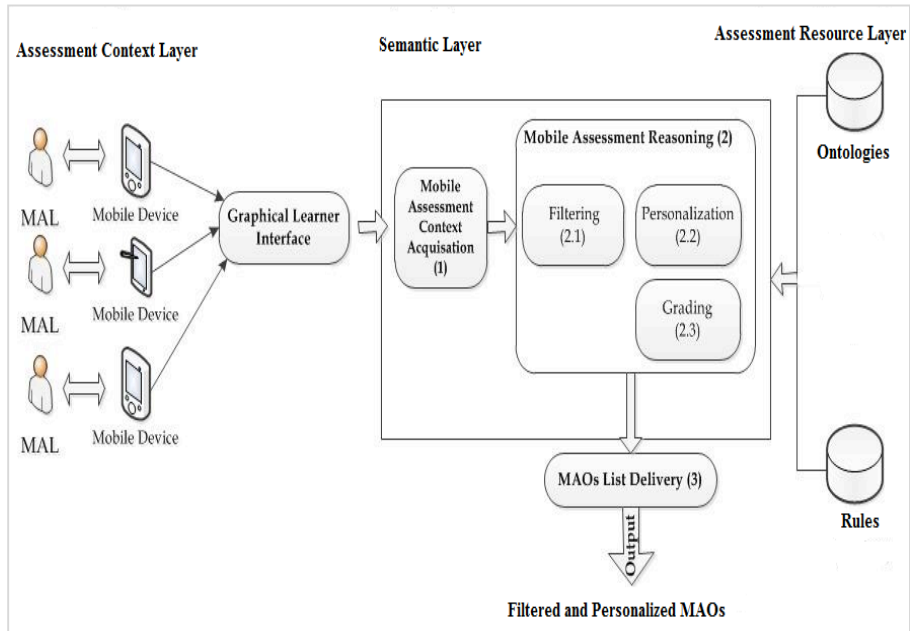 Assessment Context Layer
Semantic Layer
Assessment Resource Layer
MAL
Mobile Device
MAL
Mobile Device
MAL
Mobile Device
Graphical Learner
Interface
Mobile
Assessment
Context
Acquisation
(1)
Mobile Assessment Reasoning (2)
Filtering
(2.1)
Personalization
(2.2)
Grading
(2.3)
Ontologies
Rules
MAOs List Delivery (3)
Output
Filtered and Personalized MAOs